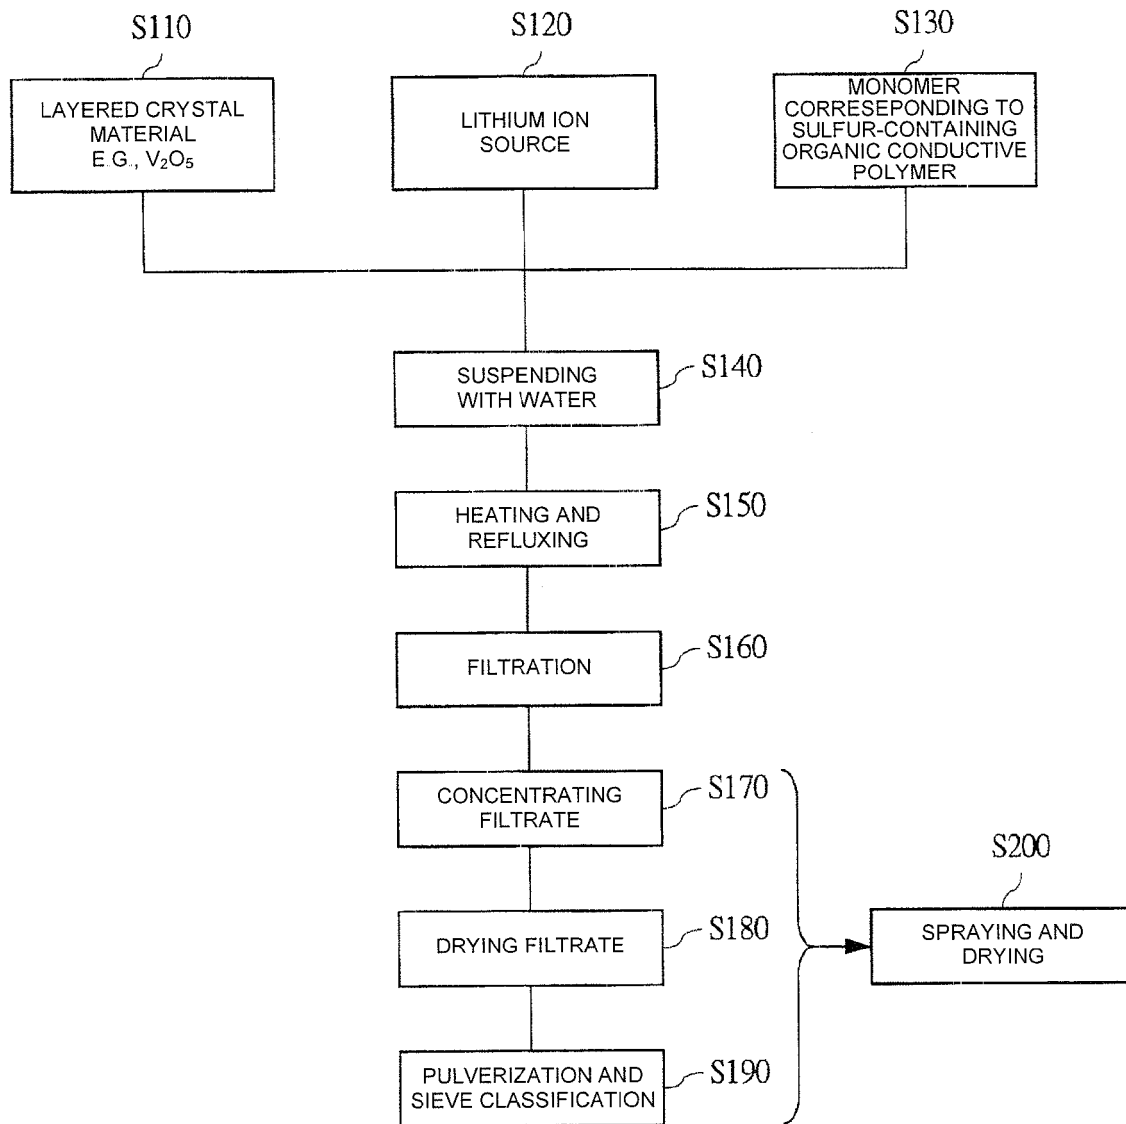 S110
S120
S130
LAYERED CRYSTAL
MATERIAL
E.G., V₂O₅
LITHIUM ION
SOURCE
MONOMER
CORRESEPONDING TO
SULFUR-CONTAINING
ORGANIC CONDUCTIVE
POLYMER
SUSPENDING
WITH WATER
S140
HEATING AND
REFLUXING
S150
FILTRATION
S160
CONCENTRATING
FILTRATE
S170
DRYING FILTRATE
S180
PULVERIZATION AND
SIEVE CLASSIFICATION
S190
S200
SPRAYING AND
DRYING